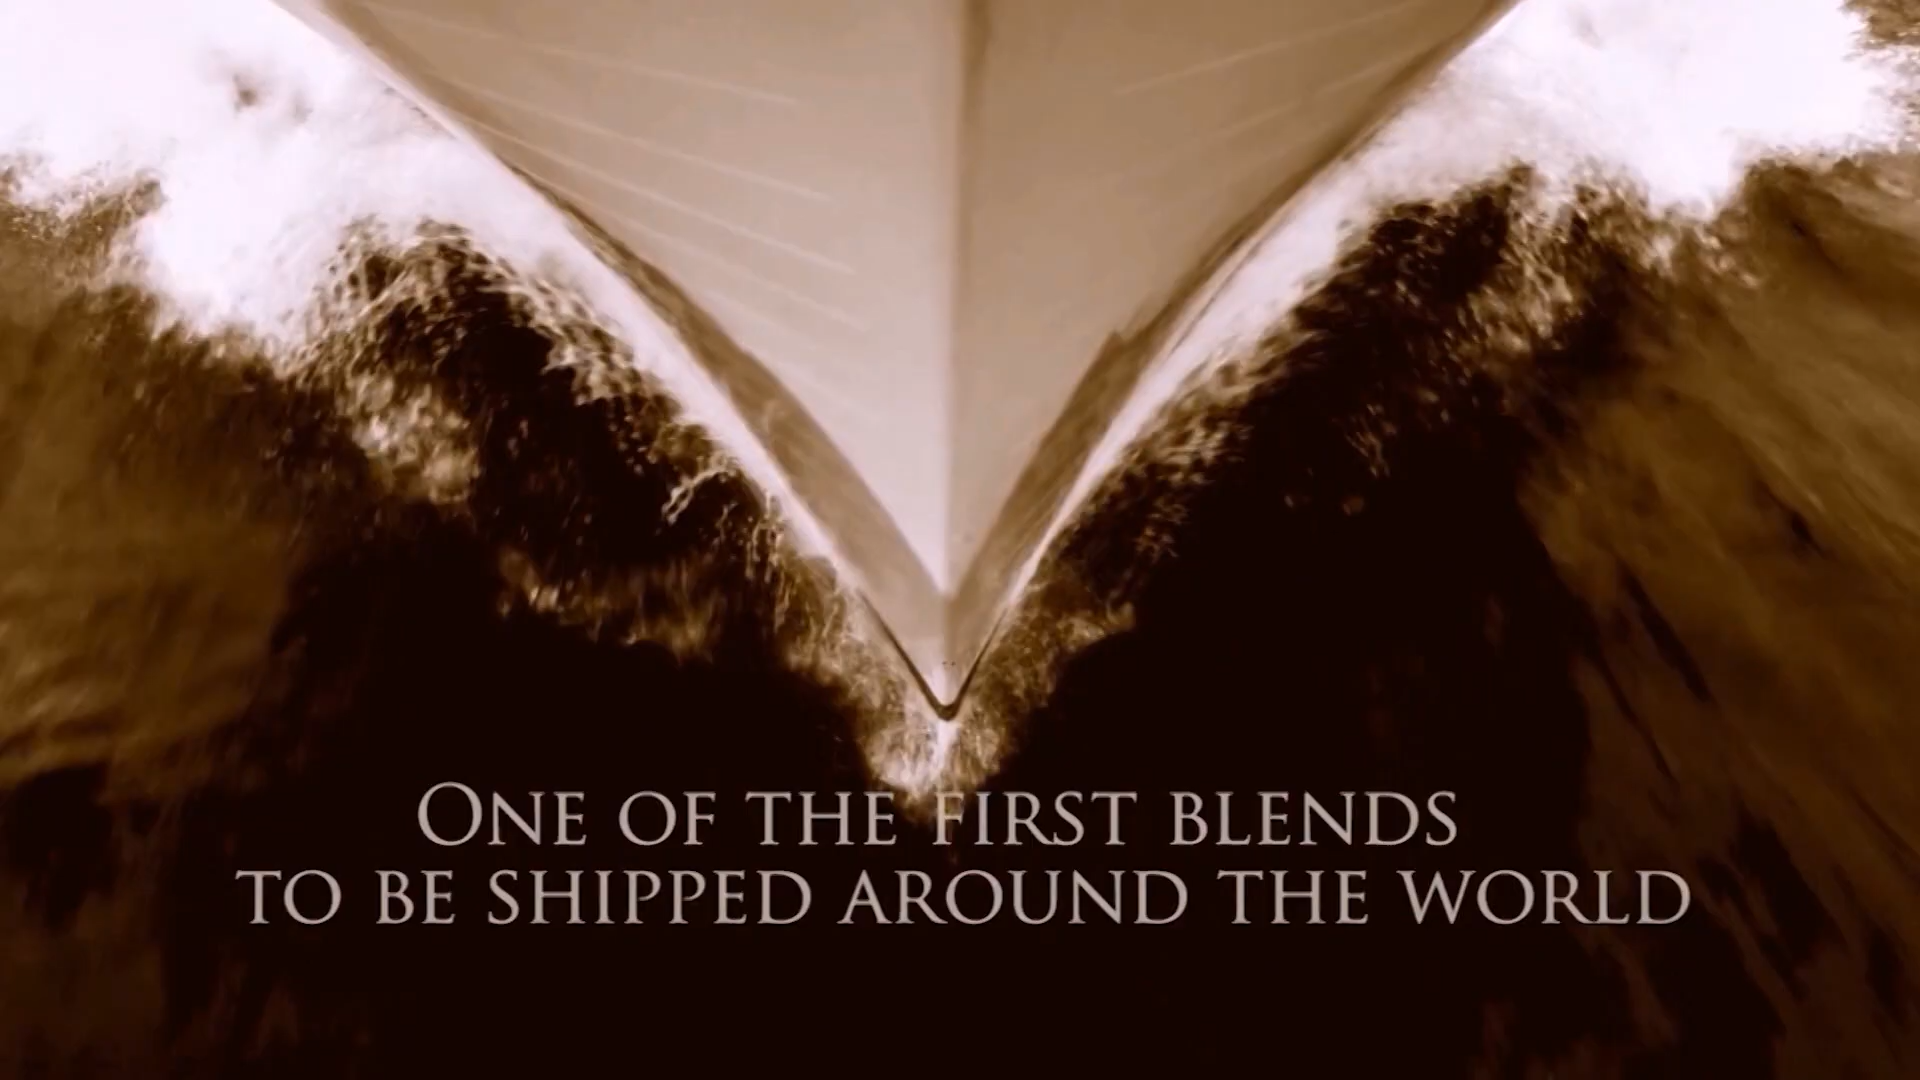 One of the first blends
to be shipped around the world